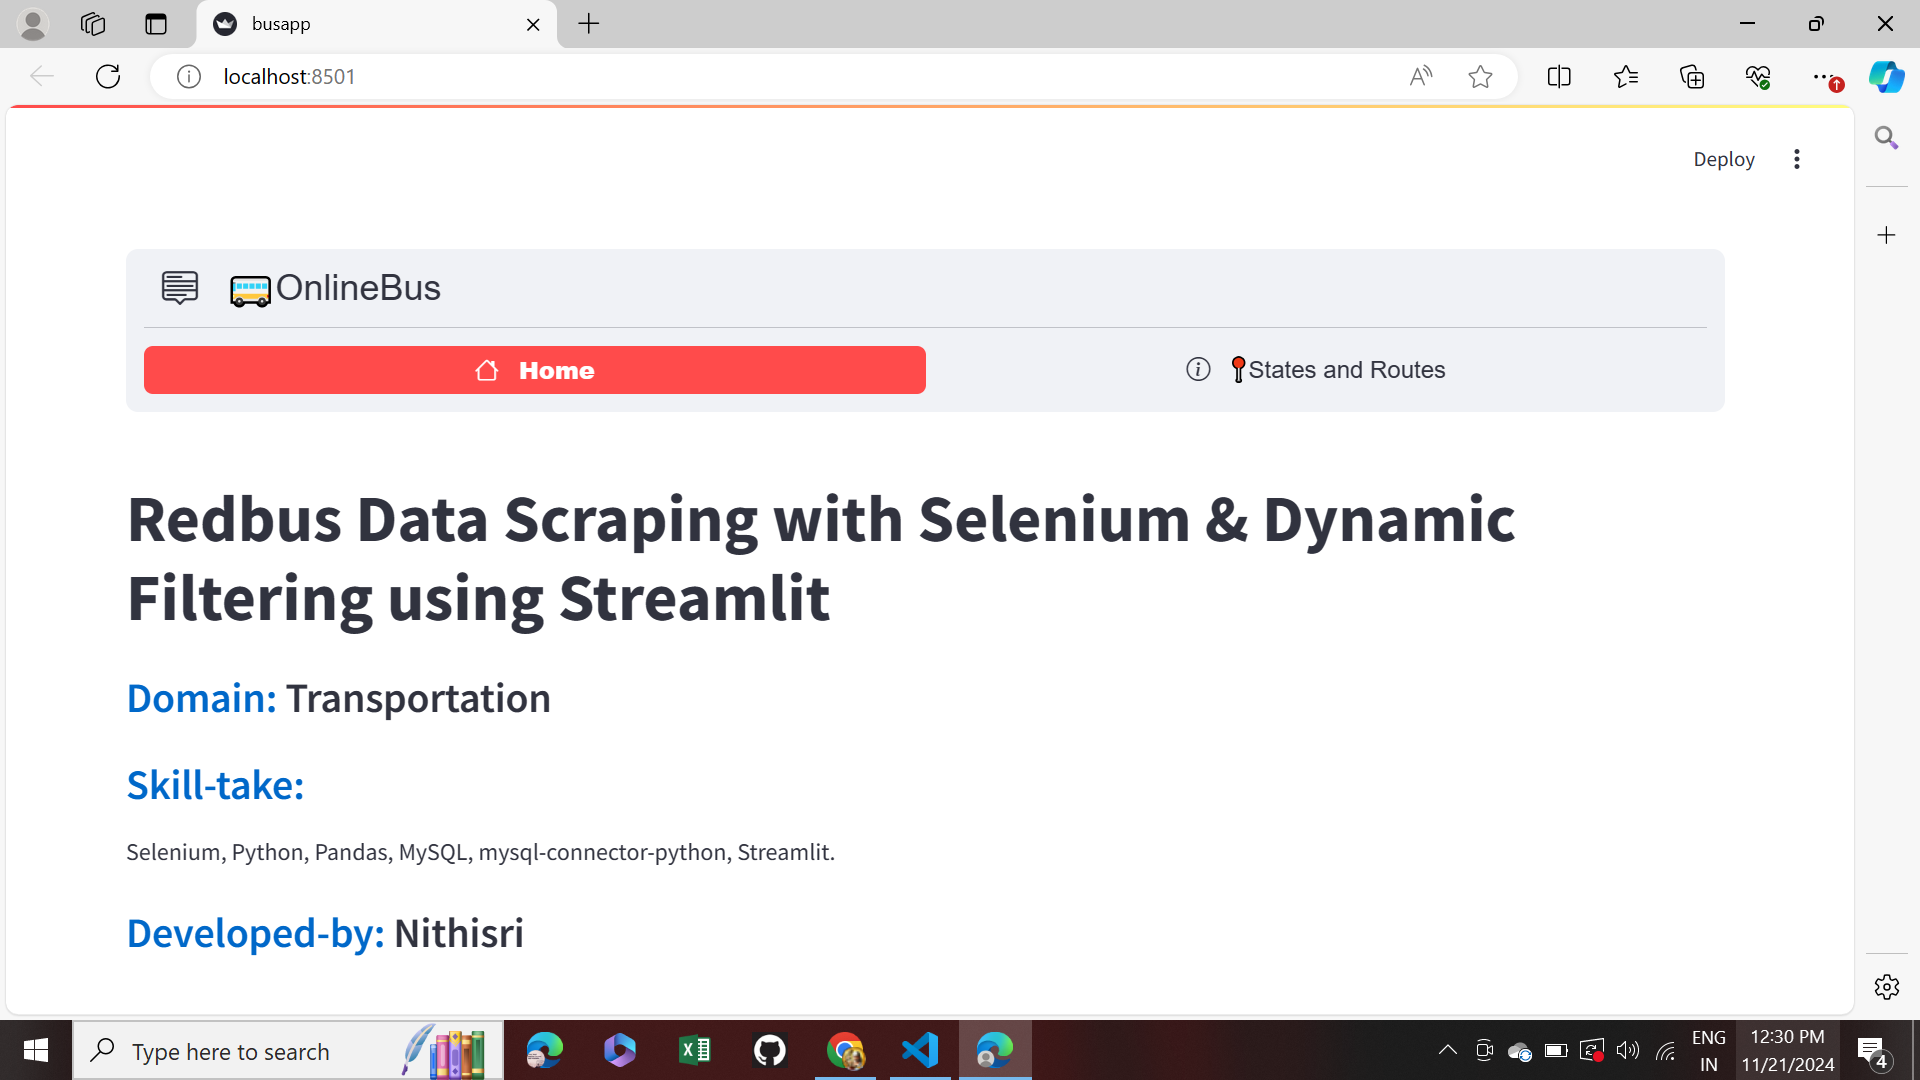 busapp
localhost:8501
Deploy
OnlineBus
Home
States and Routes
Redbus Data Scraping with Selenium & Dynamic
Filtering using Streamlit
Domain: Transportation
Skill-take:
Selenium, Python, Pandas, MySQL, mysql-connector-python, Streamlit.
Developed-by: Nithisri
Type here to search
ENG
IN
12:30 PM
11/21/2024
4